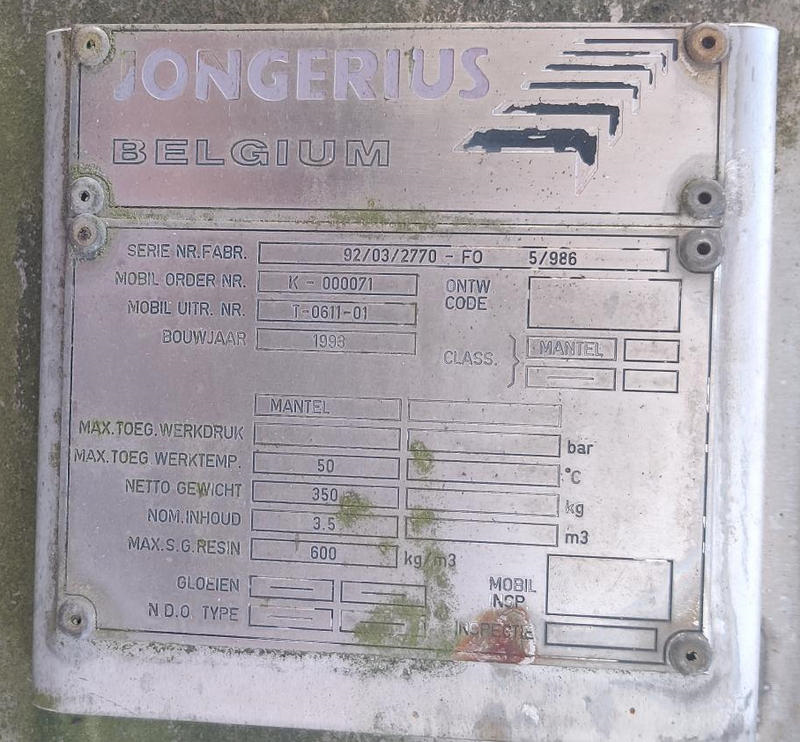 JONGERIUS
BELGIUM
SERIE NR.FABR. 92/03/2770 - FO 5/986
MOBIL ORDER NR. K - 000071
ONTW CODE
MOBIL UITR. NR. T-0611-01
BOUWJAAR 1993
CLASS. MANTEL
MANTEL
MAX.TOEG.WERKDRUK bar
MAX.TOEG WERKTEMP. 50 °C
NETTO GEWICHT 350 kg
NOM.INHOUD 3.5 m3
MAX.S.G.RESIN 600 kg/m3
GLOEIEN
MOBIL NSP.
N.D.O. TYPE
INSPECTIE